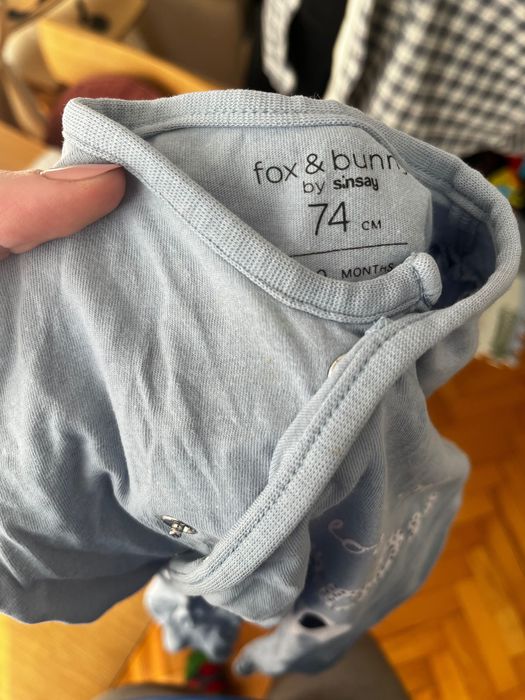 fox & bunny
by sinsay
74 CM
MONTHS